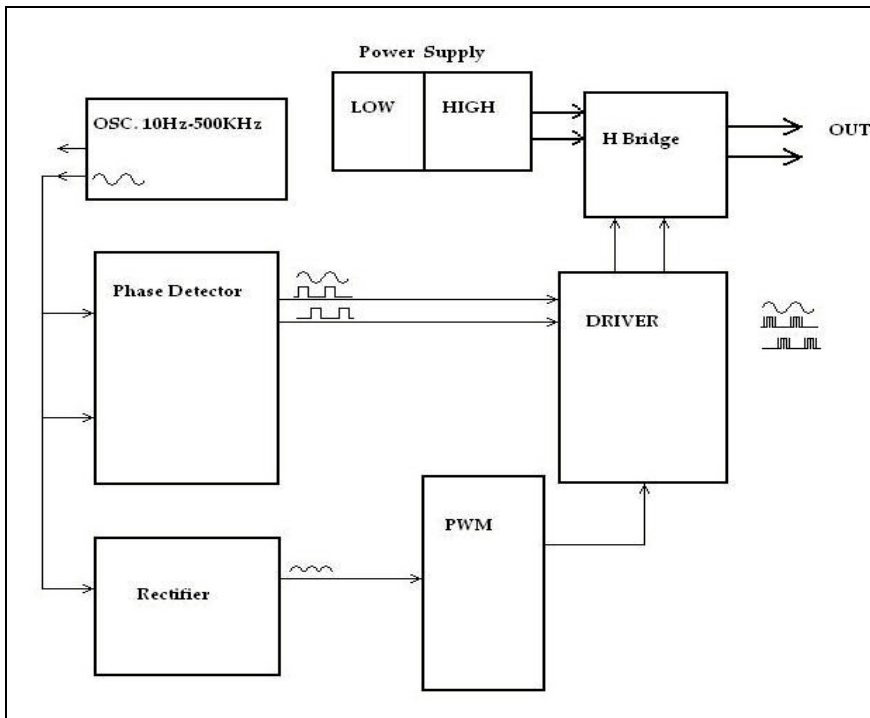 Power Supply
LOW
HIGH
OSC. 10Hz-500KHz
H Bridge
OUT
Phase Detector
DRIVER
PWM
Rectifier